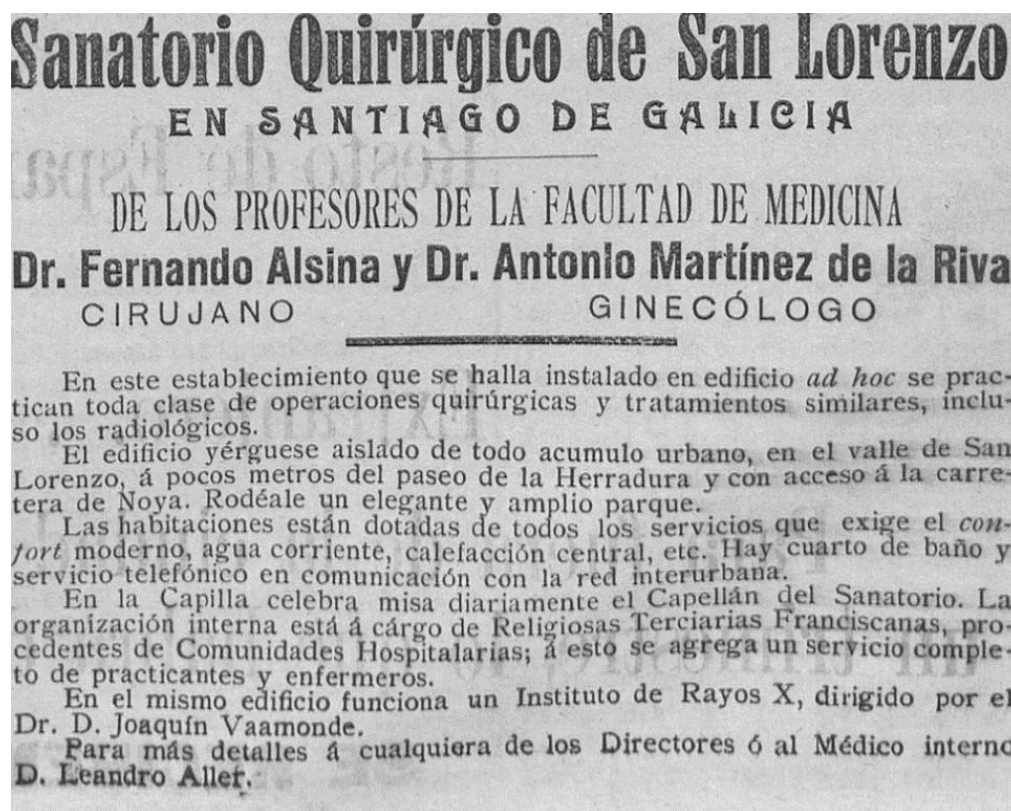 Sanatorio Quirúrgico de San Lorenzo
EN SANTIAGO DE GALICIA
DE LOS PROFESORES DE LA FACULTAD DE MEDICINA
Dr. Fernando Alsina y Dr. Antonio Martínez de la Riva
CIRUJANO GINECÓLOGO
En este establecimiento que se halla instalado en edificio ad hoc se prac-
tican toda clase de operaciones quirúrgicas y tratamientos similares, inclu-
so los radiológicos.
El edificio yérguese aislado de todo acumulo urbano, en el valle de San
Lorenzo, á pocos metros del paseo de la Herradura y con acceso á la carre-
tera de Noya. Rodéale un elegante y amplio parque.
Las habitaciones están dotadas de todos los servicios que exige el con-
fort moderno, agua corriente, calefacción central, etc. Hay cuarto de baño y
servicio telefónico en comunicación con la red interurbana.
En la Capilla celebra misa diariamente el Capellán del Sanatorio. La
organización interna está á cárgo de Religiosas Terciarias Franciscanas, pro-
cedentes de Comunidades Hospitalarias; á esto se agrega un servicio comple-
to de practicantes y enfermeros.
En el mismo edificio funciona un Instituto de Rayos X, dirigido por el
Dr. D. Joaquín Vaamonde.
Para más detalles á cualquiera de los Directores ó al Médico interno
D. Leandro Aller.